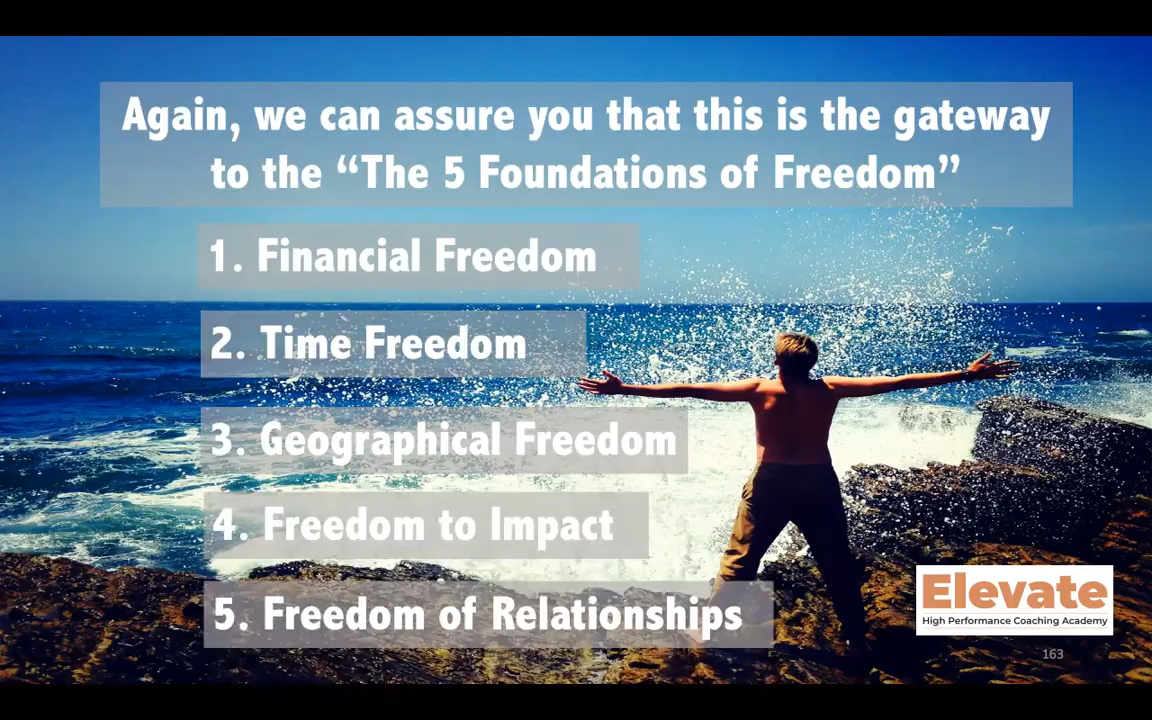 Again, we can assure you that this is the gateway
to the “The 5 Foundations of Freedom”
1. Financial Freedom
2. Time Freedom
3. Geographical Freedom
4. Freedom to Impact
5. Freedom of Relationships
Elevate
High Performance Coaching Academy
163